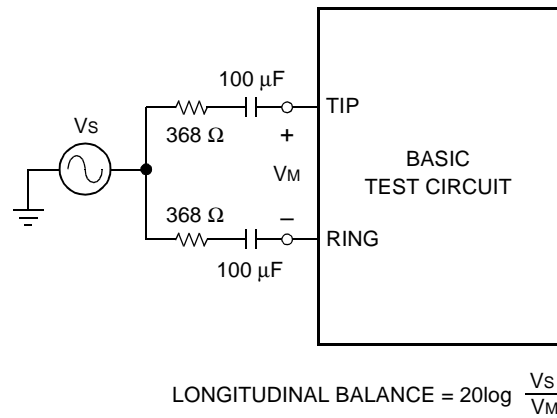 100 μF
TIP
VS
368 Ω
+
BASIC
TEST CIRCUIT
VM
368 Ω
–
RING
100 μF
LONGITUDINAL BALANCE = 20log VS
VM